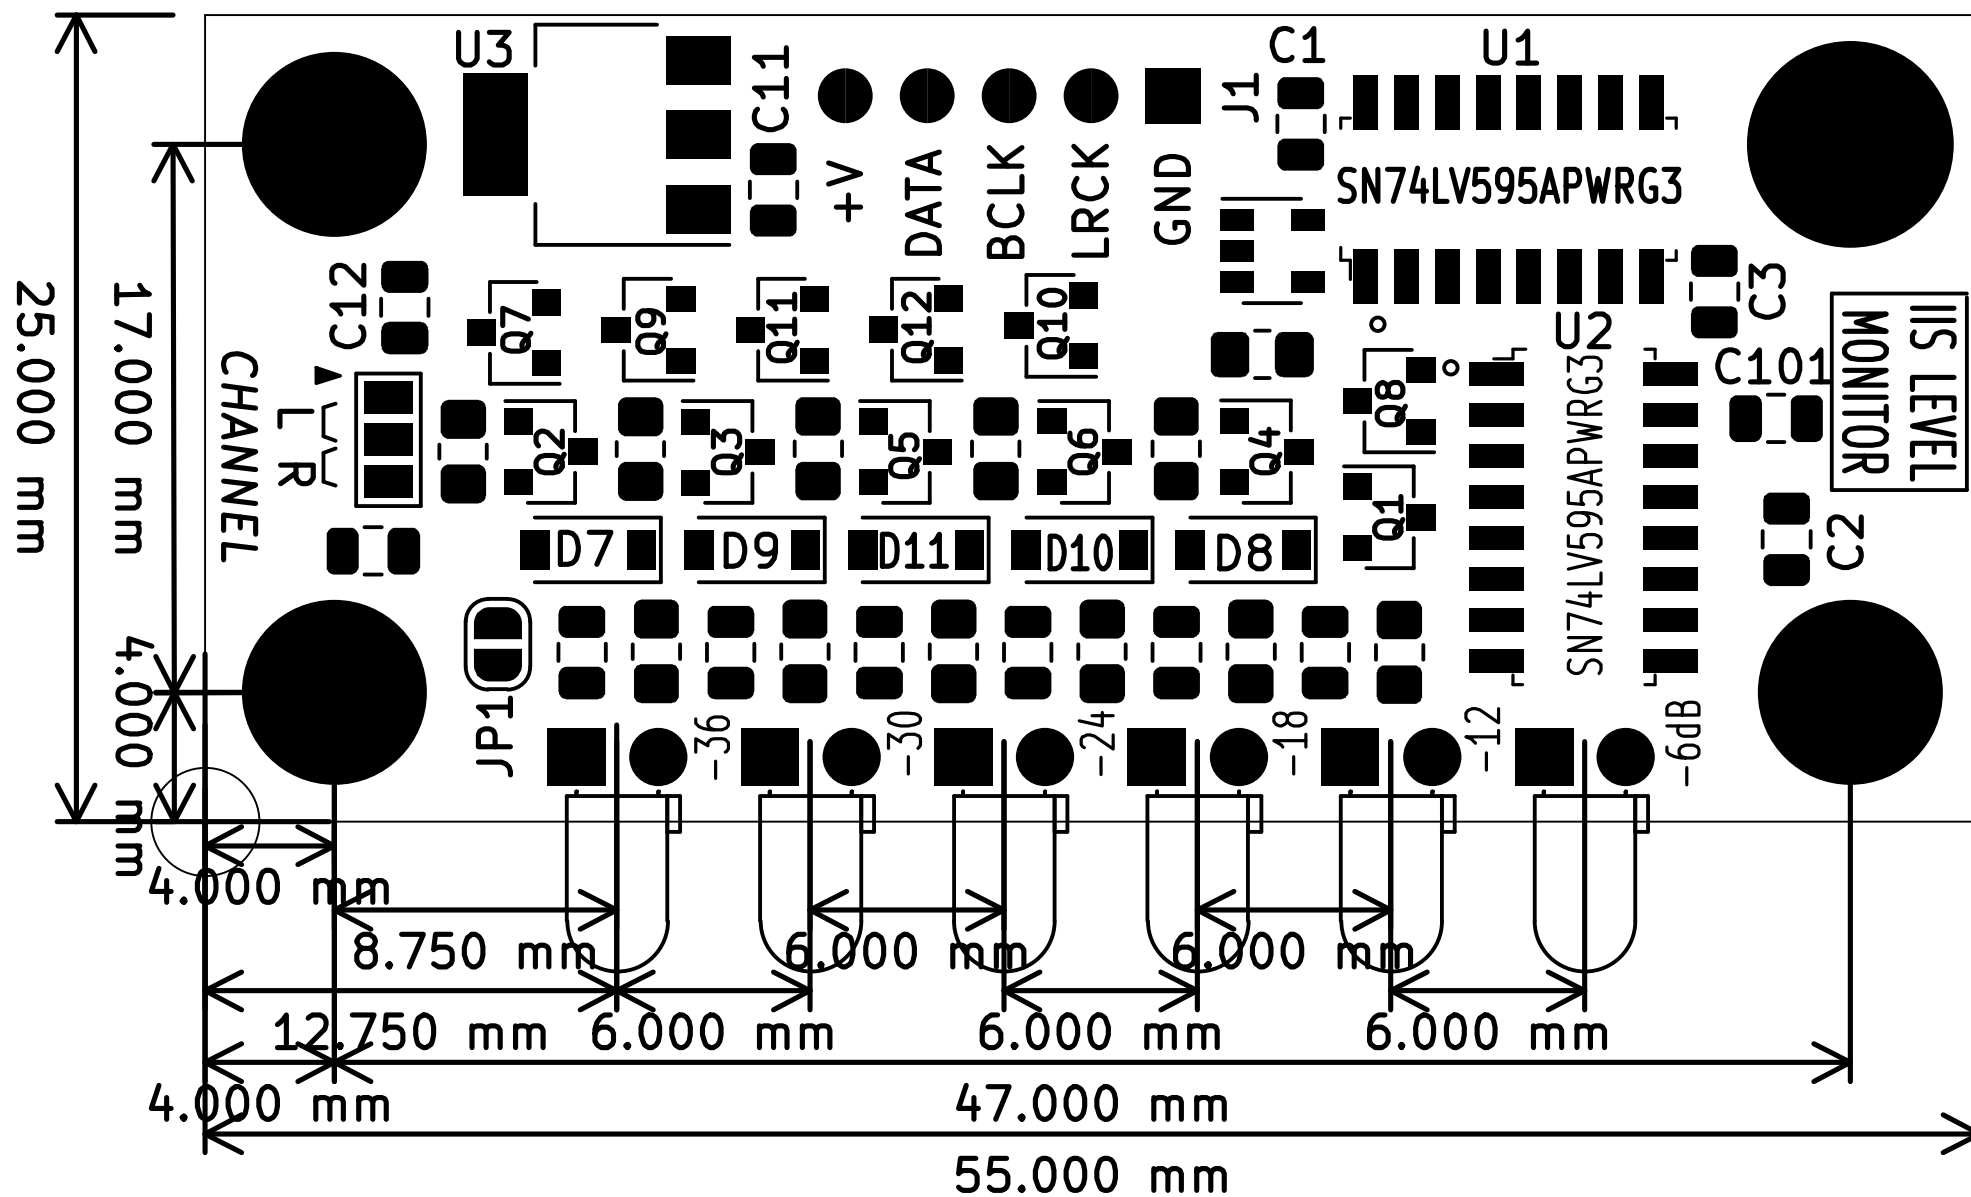 U3
C11
C1
U1
J1
+V
DATA
BCLK
LRCK
GND
SN74LV595APWRG3
C12
Q7
Q9
Q11
Q12
Q10
U2
C3
C101
IIS LEVEL
MONITOR
25.000 mm
17.000 mm
CHANNEL
L
R
Q2
Q3
Q5
Q6
Q4
Q8
Q1
SN74LV595APWRG3
C2
D7
D9
D11
D10
D8
4.000 mm
JP1
-36
-30
-24
-18
-12
-6dB
4.000 mm
8.750 mm
6.000 mm
6.000 mm
12.750 mm
6.000 mm
6.000 mm
6.000 mm
4.000 mm
47.000 mm
55.000 mm